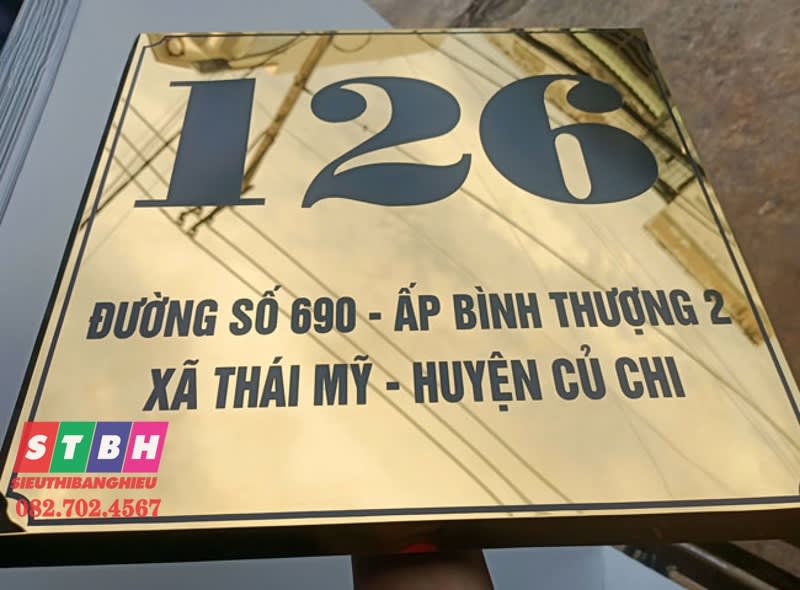 126
ĐƯỜNG SỐ 690 - ẤP BÌNH THƯỢNG 2
XÃ THÁI MỸ - HUYỆN CỦ CHI
STBH
SIEUTHIBANGHIEU
082.702.4567